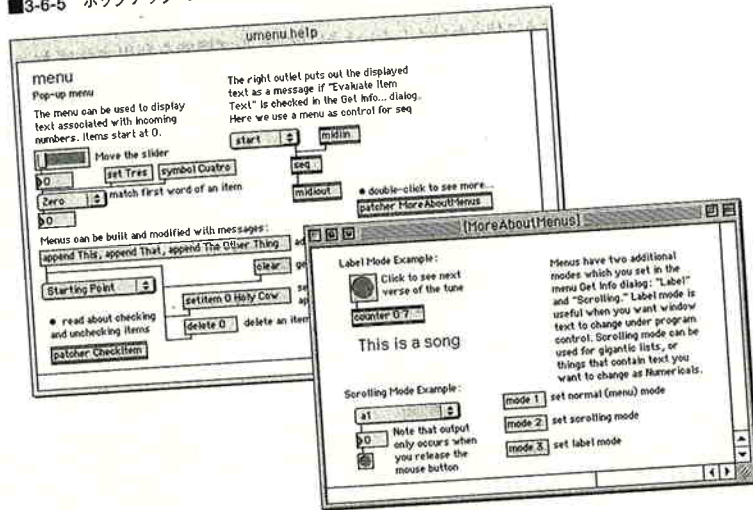 ■3-6-5 ポップアップ
umenu.help
menu
Pop-up menu
The menu can be used to display
text associated with incoming
numbers. Items start at 0.
Move the slider
0
set Tres
symbol Cuatro
Zero
match first word of an item
0
The right outlet puts out the displayed
text as a message if "Evaluate Item
Text" is checked in the Get Info... dialog.
Here we use a menu as control for seq
start
midiin
seq
midiout
• double-click to see more...
patcher MoreAboutMenus
Menus can be built and modified with messages:
append This, append That, append The Other Thing
clear
Starting Point
setitem 0 Holy Cow
• read about checking
and unchecking items
delete 0
delete an item
patcher CheckItem
[MoreAboutMenus]
Label Mode Example:
Click to see next
verse of the tune
counter 0 7
This is a song
Menus have two additional
modes which you set in the
menu Get Info dialog: "Label"
and "Scrolling." Label mode is
useful when you want window
text to change under program
control. Scrolling mode can be
used for gigantic lists, or
things that contain text you
want to change as Numericals.
Scrolling Mode Example:
a1
0
Note that output
only occurs when
you release the
mouse button
mode 1
set normal (menu) mode
mode 2
set scrolling mode
mode 3
set label mode